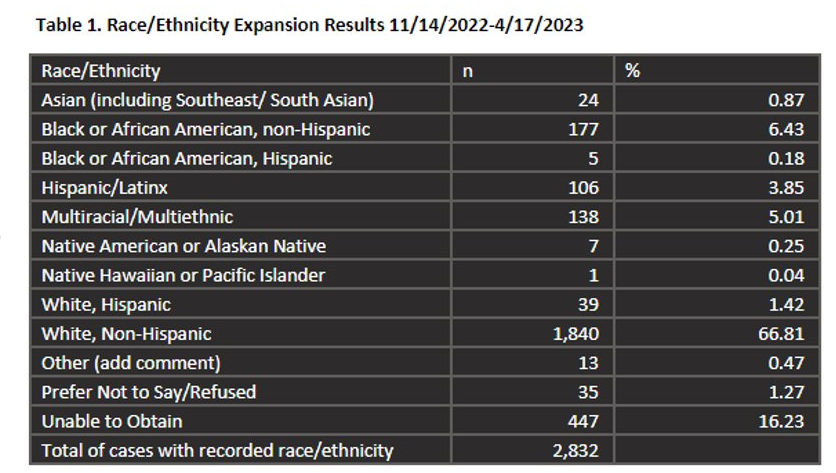 Table 1. Race/Ethnicity Expansion Results 11/14/2022-4/17/2023
Race/Ethnicity n %
Asian (including Southeast/ South Asian) 24 0.87
Black or African American, non-Hispanic 177 6.43
Black or African American, Hispanic 5 0.18
Hispanic/Latinx 106 3.85
Multiracial/Multiethnic 138 5.01
Native American or Alaskan Native 7 0.25
Native Hawaiian or Pacific Islander 1 0.04
White, Hispanic 39 1.42
White, Non-Hispanic 1,840 66.81
Other (add comment) 13 0.47
Prefer Not to Say/Refused 35 1.27
Unable to Obtain 447 16.23
Total of cases with recorded race/ethnicity 2,832